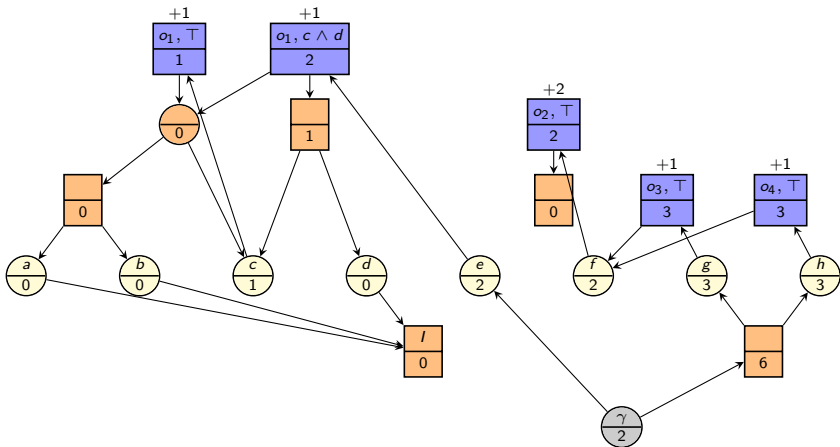 +1 +1
o₁, ⊤ o₁, c ∧ d
1 2
+2
o₂, ⊤
2
0 1
+1 +1
o₃, ⊤ o₄, ⊤
0 0 3 3
a b c d e f g h
0 0 1 0 2 2 3 3
I
0 6
γ
2